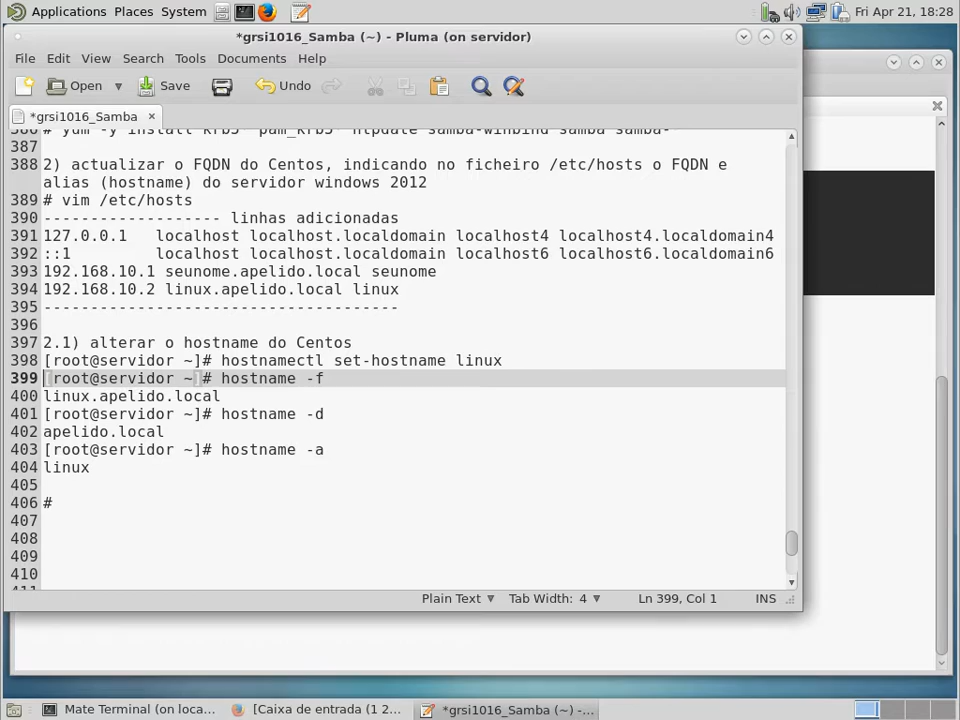 Applications Places System Fri Apr 21, 18:28
*grsi1016_Samba (~) - Pluma (on servidor)
File Edit View Search Tools Documents Help
Open Save Undo
*grsi1016_Samba
387
388 2) actualizar o FQDN do Centos, indicando no ficheiro /etc/hosts o FQDN e
alias (hostname) do servidor windows 2012
389 # vim /etc/hosts
390 ------------------- linhas adicionadas
391 127.0.0.1   localhost localhost.localdomain localhost4 localhost4.localdomain4
392 ::1         localhost localhost.localdomain localhost6 localhost6.localdomain6
393 192.168.10.1 seunome.apelido.local seunome
394 192.168.10.2 linux.apelido.local linux
395 --------------------------------------
396
397 2.1) alterar o hostname do Centos
398 [root@servidor ~]# hostnamectl set-hostname linux
399 [root@servidor ~]# hostname -f
400 linux.apelido.local
401 [root@servidor ~]# hostname -d
402 apelido.local
403 [root@servidor ~]# hostname -a
404 linux
405
406 #
407
408
409
410
Plain Text Tab Width: 4 Ln 399, Col 1 INS
Mate Terminal (on loca... [Caixa de entrada (1 2... *grsi1016_Samba (~) -...